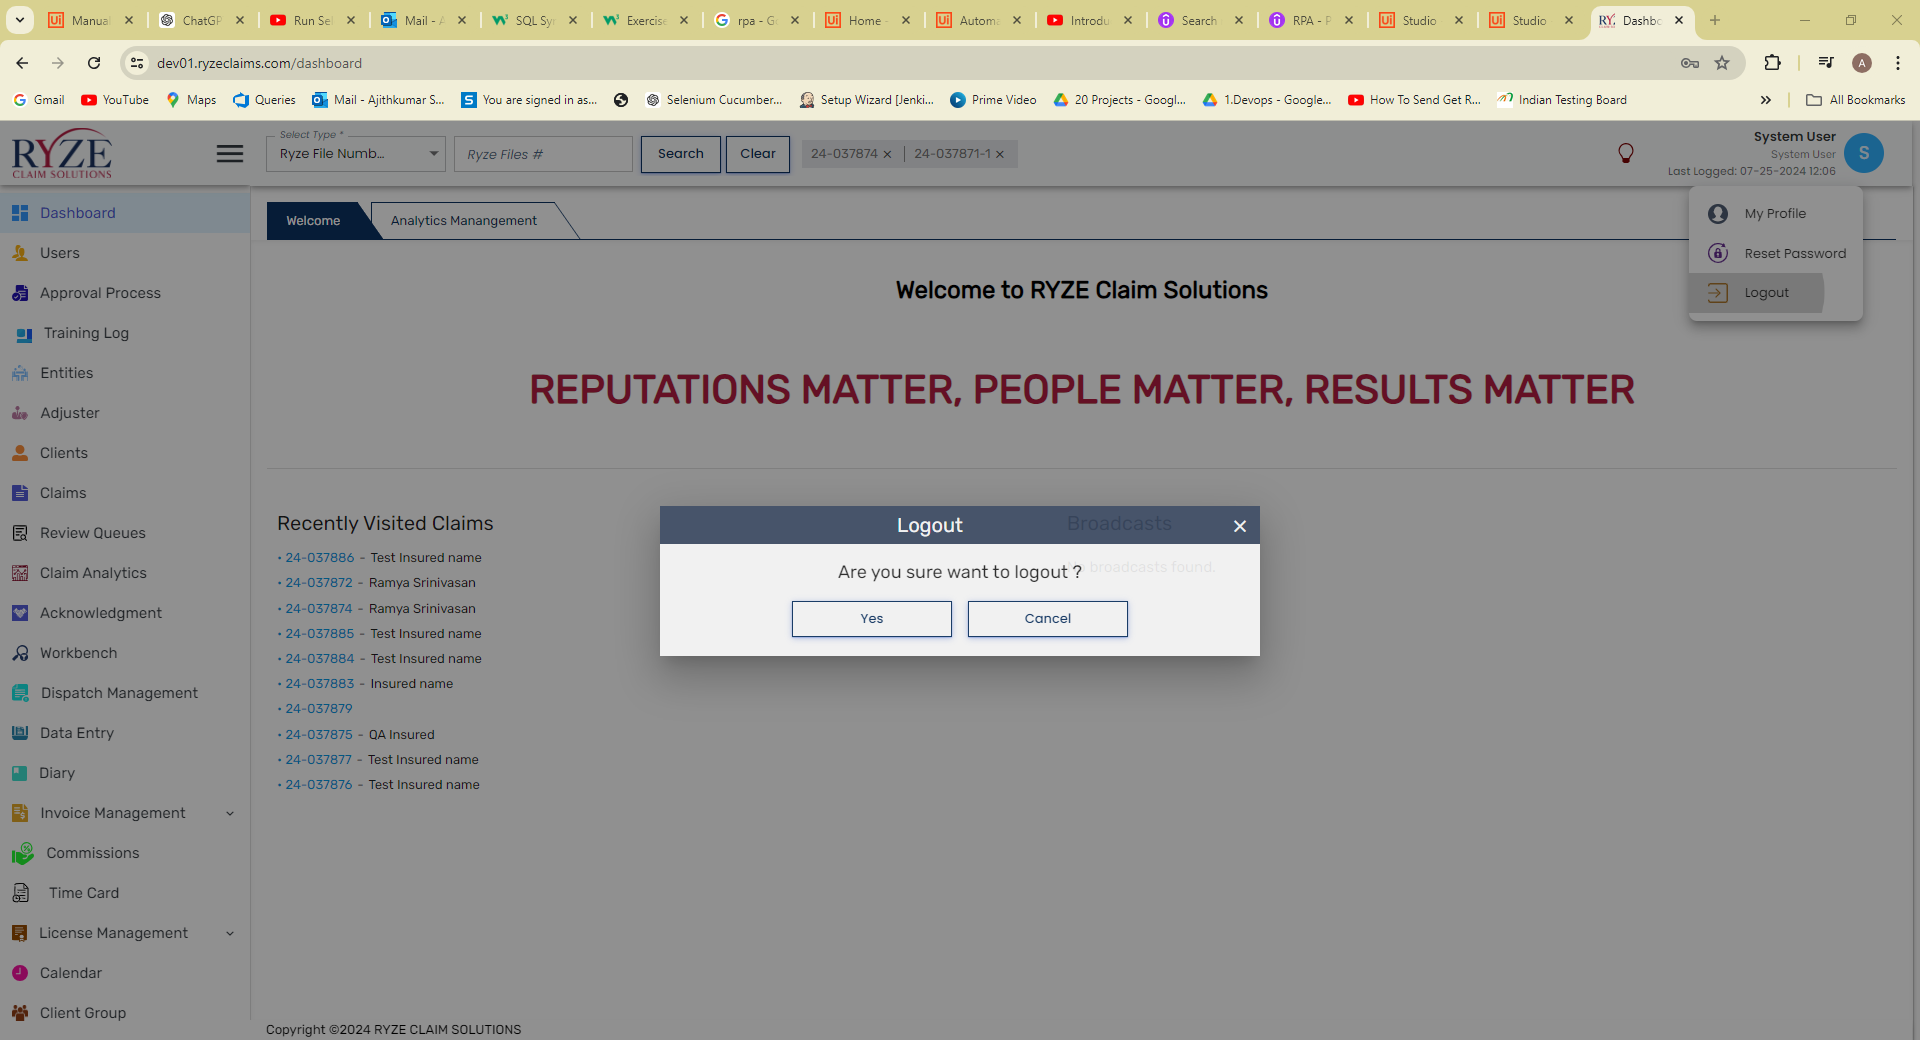 Manual
ChatGP
Run Sel
Mail - A
SQL Syn
Exercise
rpa - Go
Home -
Automa
Introdu
Search
RPA - P
Studio
Studio
Dashbo
dev01.ryzeclaims.com/dashboard
Gmail
YouTube
Maps
Queries
Mail - Ajithkumar S...
You are signed in as...
Selenium Cucumber...
Setup Wizard [Jenki...
Prime Video
20 Projects - Googl...
1.Devops - Google...
How To Send Get R...
Indian Testing Board
All Bookmarks
RYZE
CLAIM SOLUTIONS
Select Type *
Ryze File Numb...
Ryze Files #
Search
Clear
24-037874
24-037871-1
System User
System User
Last Logged: 07-25-2024 12:06
S
My Profile
Reset Password
Logout
Dashboard
Users
Approval Process
Training Log
Entities
Adjuster
Clients
Claims
Review Queues
Claim Analytics
Acknowledgment
Workbench
Dispatch Management
Data Entry
Diary
Invoice Management
Commissions
Time Card
License Management
Calendar
Client Group
Welcome
Analytics Manangement
Welcome to RYZE Claim Solutions
REPUTATIONS MATTER, PEOPLE MATTER, RESULTS MATTER
Recently Visited Claims
• 24-037886 - Test Insured name
• 24-037872 - Ramya Srinivasan
• 24-037874 - Ramya Srinivasan
• 24-037885 - Test Insured name
• 24-037884 - Test Insured name
• 24-037883 - Insured name
• 24-037879
• 24-037875 - QA Insured
• 24-037877 - Test Insured name
• 24-037876 - Test Insured name
Broadcasts
broadcasts found.
Logout
Are you sure want to logout ?
Yes
Cancel
Copyright ©2024 RYZE CLAIM SOLUTIONS